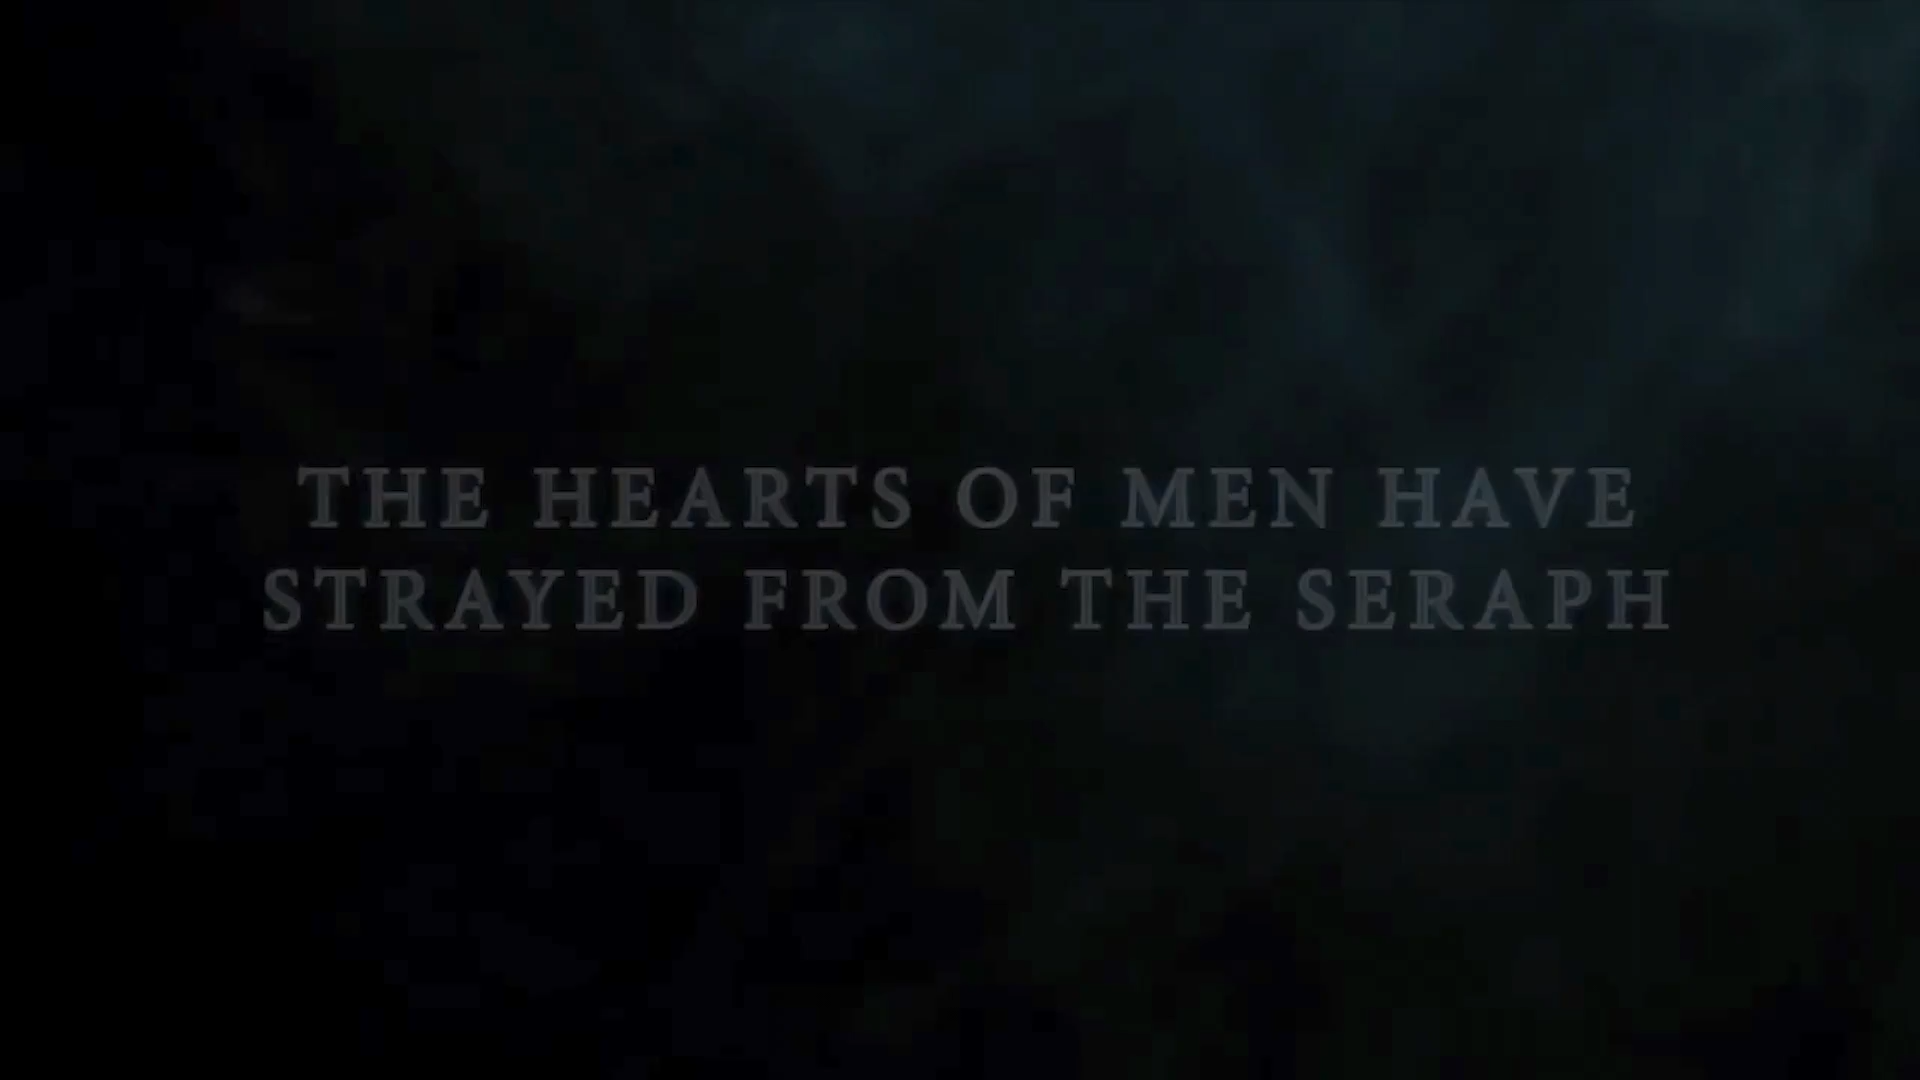 THE HEARTS OF MEN HAVE
STRAYED FROM THE SERAPH